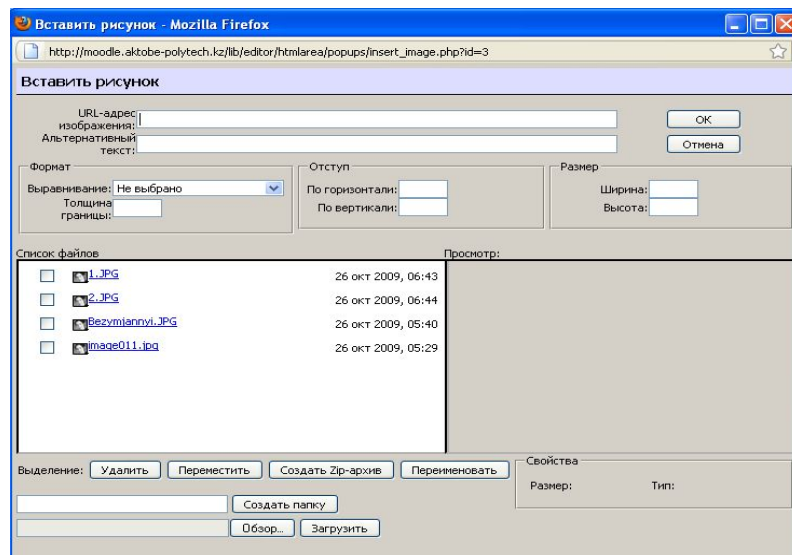 Вставить рисунок - Mozilla Firefox
http://moodle.aktobe-polytech.kz/lib/editor/htmlarea/popups/insert_image.php?id=3
Вставить рисунок
URL-адрес
изображения:
OK
Альтернативный
текст:
Отмена
Формат
Выравнивание: Не выбрано
Толщина
границы:
Отступ
По горизонтали:
По вертикали:
Размер
Ширина:
Высота:
Список файлов
Просмотр:
1.JPG 26 окт 2009, 06:43
2.JPG 26 окт 2009, 06:44
Bezymjannyi.JPG 26 окт 2009, 05:40
image011.jpg 26 окт 2009, 05:29
Выделение: Удалить Переместить Создать Zip-архив Переименовать
Свойства
Размер: Тип:
Создать папку
Обзор... Загрузить